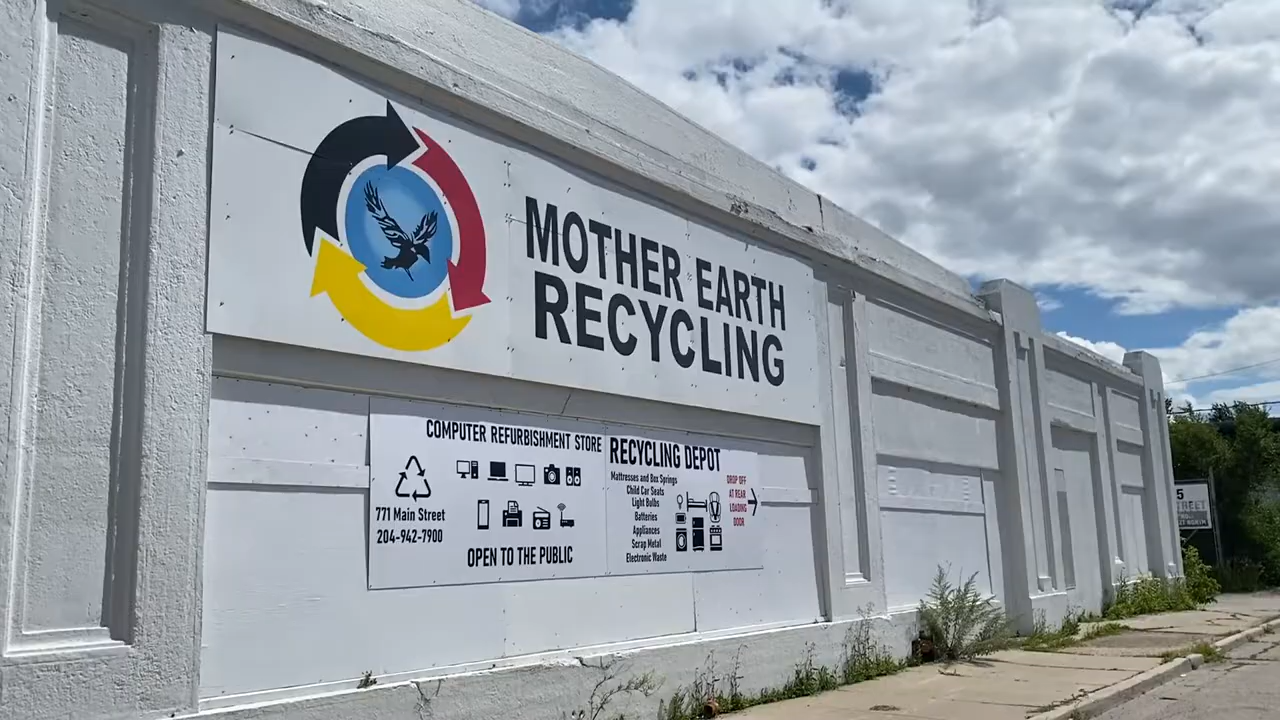 MOTHER EARTH
RECYCLING
COMPUTER REFURBISHMENT STORE
771 Main Street
204-942-7900
OPEN TO THE PUBLIC
RECYCLING DEPOT
Mattresses and Box Springs
Child Car Seats
Light Bulbs
Batteries
Appliances
Scrap Metal
Electronic Waste
DROP OFF
AT REAR
LOADING
DOOR
5